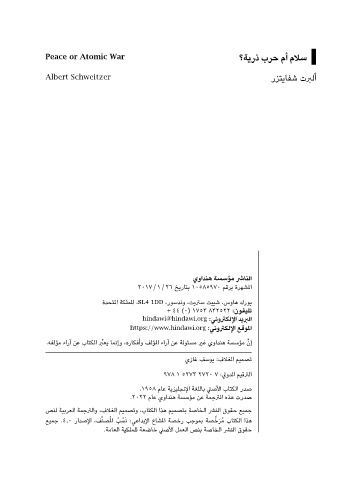 سلام أم حرب ذرية؟
Peace or Atomic War
ألبرت شفايتزر
Albert Schweitzer
الناشر مؤسسة هنداوي
المشهرة برقم ١٠٥٨٥٩٧٠ بتاريخ ٢٦ / ١ / ٢٠١٧
يورك هاوس، شييت ستريت، وندسور، SL4 1DD، المملكة المتحدة
تليفون: ٨٣٢٥٢٢ ١٧٥٣ (٠) ٤٤ +
البريد الإلكتروني: hindawi@hindawi.org
الموقع الإلكتروني: https://www.hindawi.org
إنَّ مؤسسة هنداوي غير مسئولة عن آراء المؤلف وأفكاره، وإنما يعبِّر الكتاب عن آراء مؤلفه.
تصميم الغلاف: يوسف غازي
الترقيم الدولي: ٧ ٢٧٢٠ ٥٢٧٣ ١ ٩٧٨
صدر الكتاب الأصلي باللغة الإنجليزية عام ١٩٥٨.
صدرت هذه الترجمة عن مؤسسة هنداوي عام ٢٠٢٢.
جميع حقوق النشر الخاصة بتصميم هذا الكتاب، وتصميم الغلاف، والترجمة العربية لنص
هذا الكتاب مُرخَّصة بموجب رخصة المشاع الإبداعي: نَسْبُ المُصنَّف، الإصدار ٤٫٠. جميع
حقوق النشر الخاصة بنص العمل الأصلي خاضعة للملكية العامة.